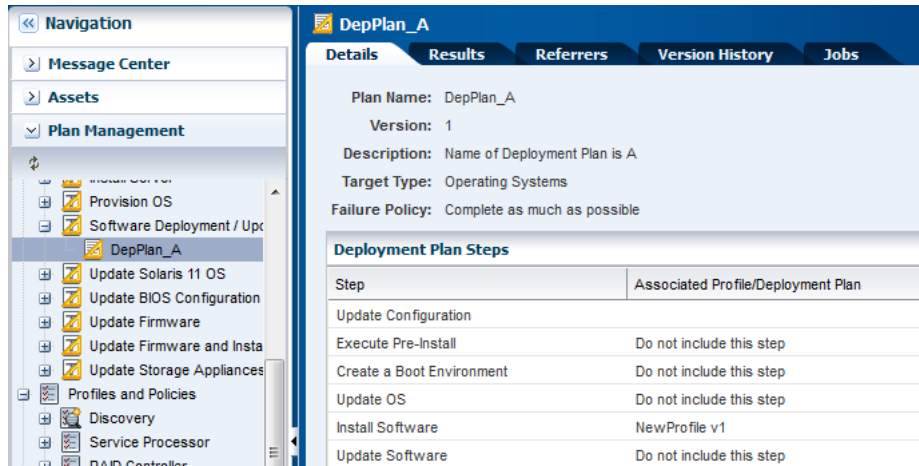 Navigation
Message Center
Assets
Plan Management
Provision OS
Software Deployment / Upd
DepPlan_A
Update Solaris 11 OS
Update BIOS Configuration
Update Firmware
Update Firmware and Insta
Update Storage Appliances
Profiles and Policies
Discovery
Service Processor
RAID Controller
DepPlan_A
Details Results Referrers Version History Jobs
Plan Name: DepPlan_A
Version: 1
Description: Name of Deployment Plan is A
Target Type: Operating Systems
Failure Policy: Complete as much as possible
Deployment Plan Steps
Step Associated Profile/Deployment Plan
Update Configuration
Execute Pre-Install Do not include this step
Create a Boot Environment Do not include this step
Update OS Do not include this step
Install Software NewProfile v1
Update Software Do not include this step